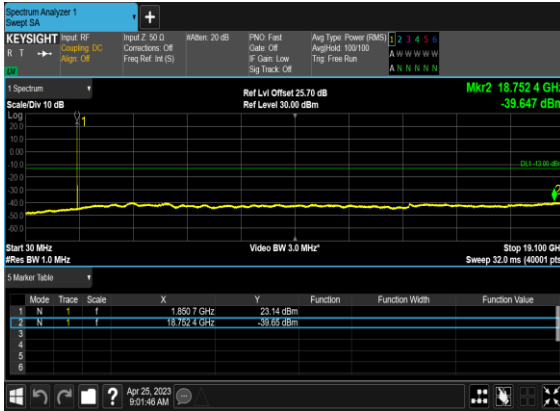 Spectrum Analyzer 1
Swept SA
+
KEYSIGHT Input: RF Input Z: 50 Ω #Atten: 20 dB PNO: Fast Avg Type: Power (RMS) 1 2 3 4 5 6
R T Coupling: DC Corrections: Off Gate: Off Avg|Hold: 100/100 A W W W W W
Align: Off Freq Ref: Int (S) IF Gain: Low Trig: Free Run
Sig Track: Off A N N N N N
1 Spectrum Ref Lvl Offset 25.70 dB Mkr2 18.752 4 GHz
Scale/Div 10 dB Ref Level 30.00 dBm -39.647 dBm
Log
20.0
10.0
0.00
-10.0
DL1 -13.00 dBm
-20.0
-30.0
-40.0
-50.0
-60.0
1
2
Start 30 MHz Video BW 3.0 MHz* Stop 19.100 GHz
#Res BW 1.0 MHz Sweep 32.0 ms (40001 pts)
5 Marker Table
Mode Trace Scale X Y Function Function Width Function Value
1 N 1 f 1.850 7 GHz 23.14 dBm
2 N 1 f 18.752 4 GHz -39.65 dBm
3
4
5
6
? Apr 25, 2023
9:01:46 AM